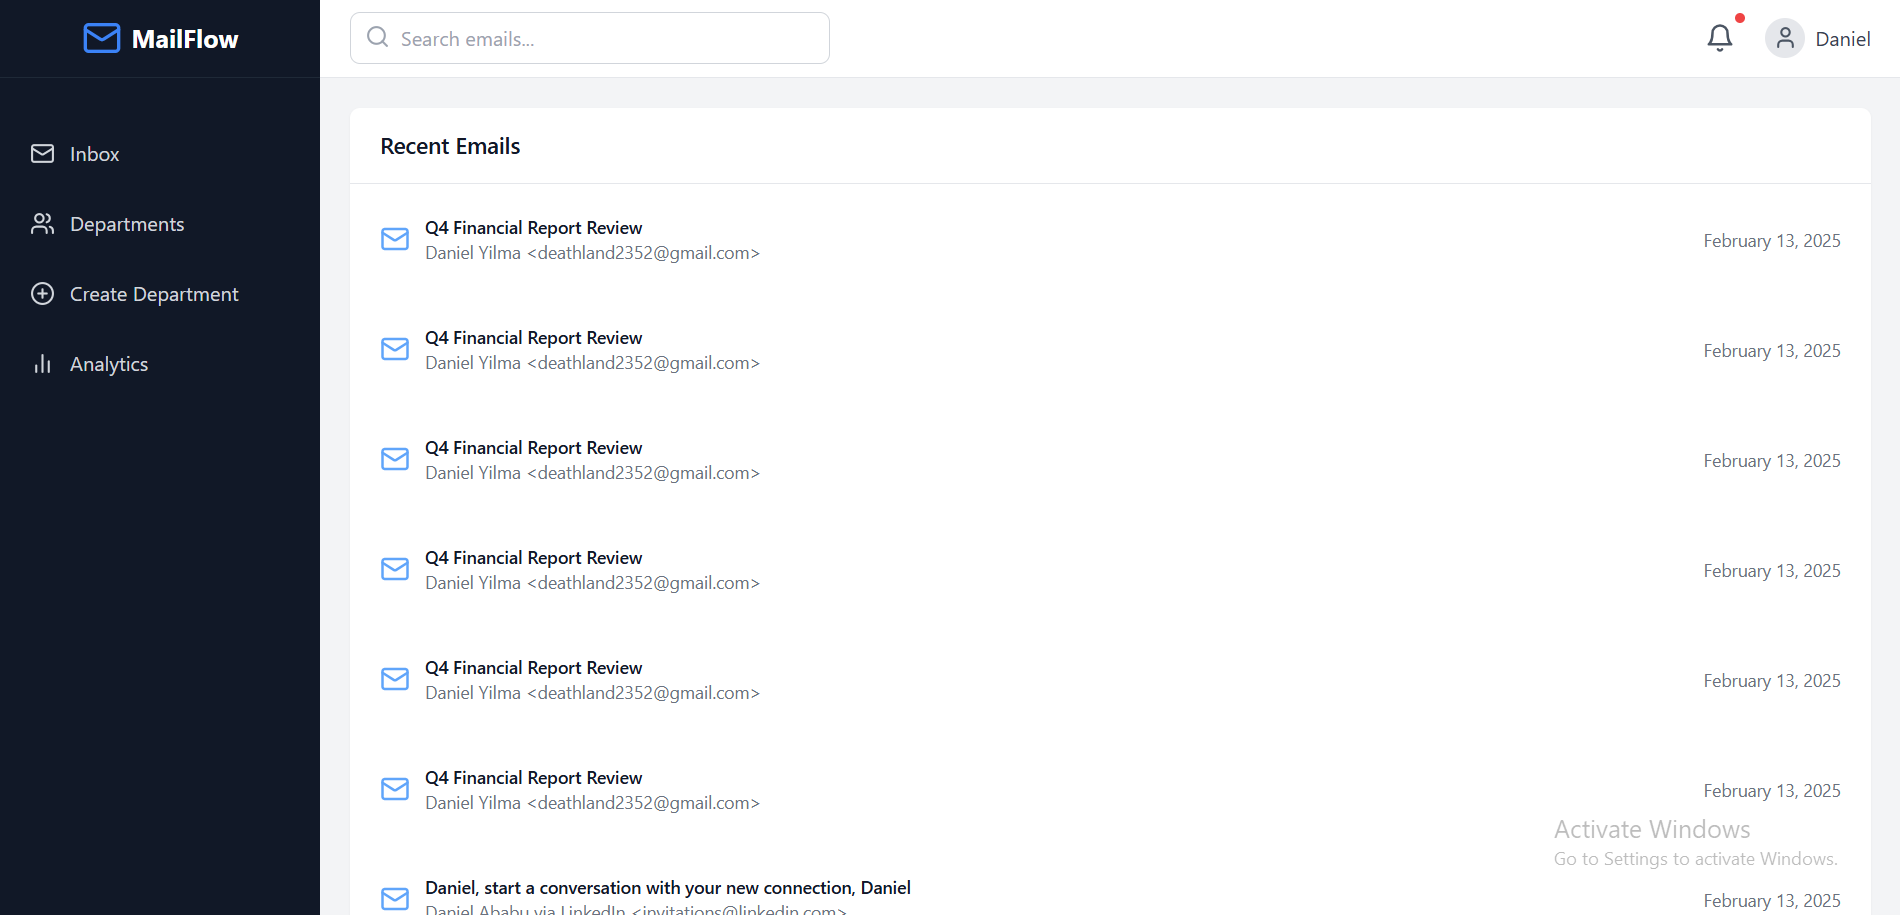 MailFlow
Search emails...
Daniel
Inbox
Departments
Create Department
Analytics
Recent Emails
Q4 Financial Report Review
Daniel Yilma <deathland2352@gmail.com>
February 13, 2025
Q4 Financial Report Review
Daniel Yilma <deathland2352@gmail.com>
February 13, 2025
Q4 Financial Report Review
Daniel Yilma <deathland2352@gmail.com>
February 13, 2025
Q4 Financial Report Review
Daniel Yilma <deathland2352@gmail.com>
February 13, 2025
Q4 Financial Report Review
Daniel Yilma <deathland2352@gmail.com>
February 13, 2025
Q4 Financial Report Review
Daniel Yilma <deathland2352@gmail.com>
February 13, 2025
Activate Windows
Go to Settings to activate Windows.
Daniel, start a conversation with your new connection, Daniel
Daniel Ababu via LinkedIn <invitations@linkedin.com>
February 13, 2025